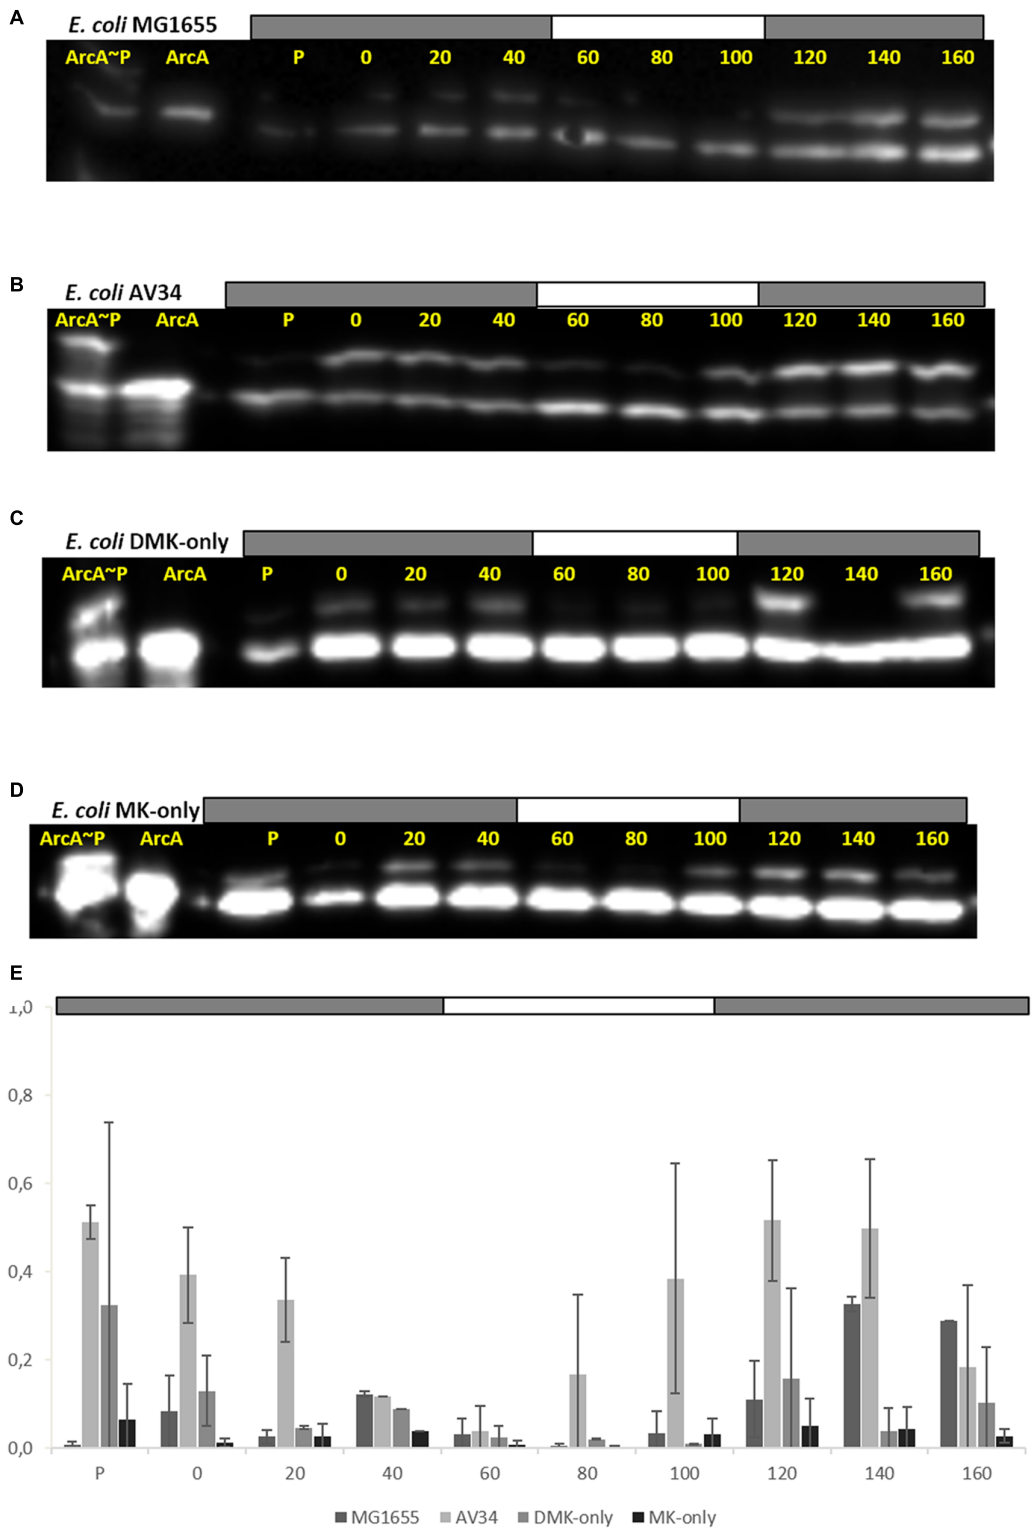 A
E. coli MG1655
ArcA~P ArcA P 0 20 40 60 80 100 120 140 160
B
E. coli AV34
ArcA~P ArcA P 0 20 40 60 80 100 120 140 160
C
E. coli DMK-only
ArcA~P ArcA P 0 20 40 60 80 100 120 140 160
D
E. coli MK-only
ArcA~P ArcA P 0 20 40 60 80 100 120 140 160
E
1,0
0,8
0,6
0,4
0,2
0,0
P 0 20 40 60 80 100 120 140 160
MG1655 AV34 DMK-only MK-only